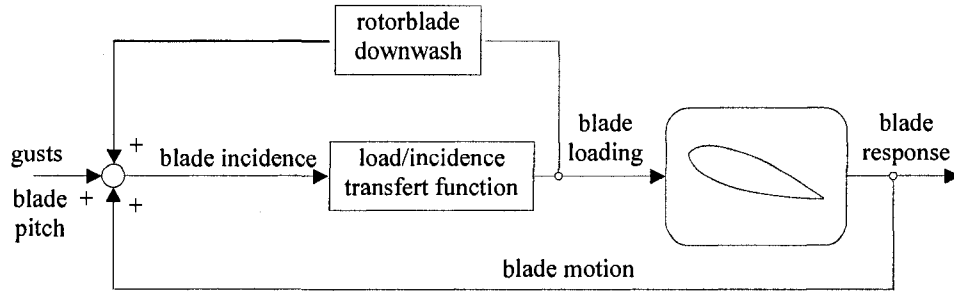 rotorblade
downwash
+
gusts
blade incidence
load/incidence
transfert function
blade
loading
blade
response
blade
pitch
+
+
blade motion